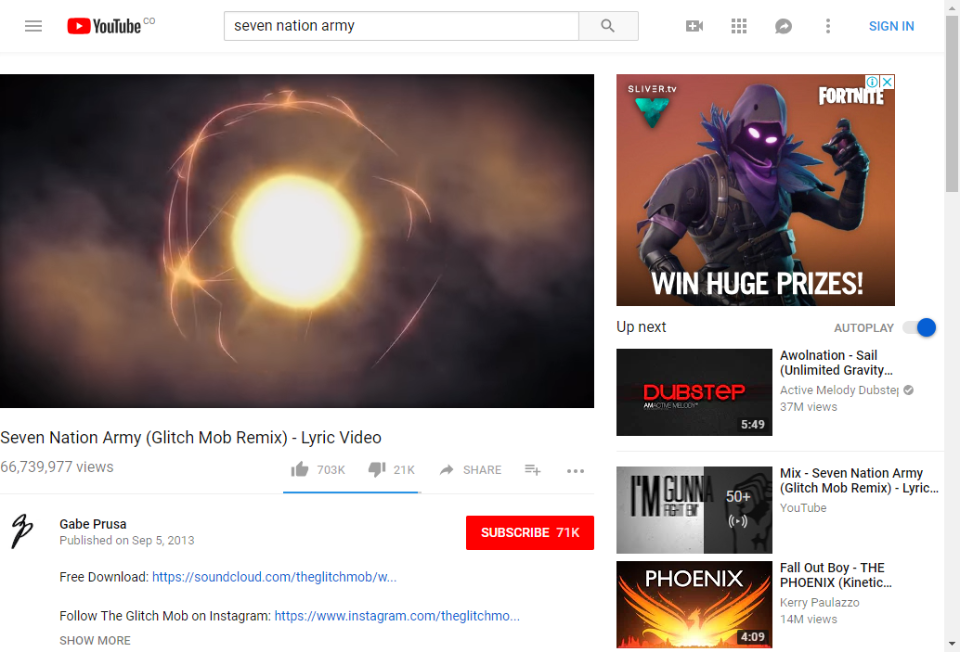 YouTube CO
seven nation army
SIGN IN
SLIVER.tv
FORTNITE
WIN HUGE PRIZES!
Up next
AUTOPLAY
DUBSTEP
AMACTIVE MELODY
5:49
Awolnation - Sail
(Unlimited Gravity...
Active Melody Dubstep
37M views
Seven Nation Army (Glitch Mob Remix) - Lyric Video
66,739,977 views
703K
21K
SHARE
I'M GUNNA
FIGHT EM'
50+
Mix - Seven Nation Army
(Glitch Mob Remix) - Lyric...
YouTube
Gabe Prusa
Published on Sep 5, 2013
SUBSCRIBE 71K
Free Download: https://soundcloud.com/theglitchmob/w...
Follow The Glitch Mob on Instagram: https://www.instagram.com/theglitchmo...
SHOW MORE
PHOENIX
4:09
Fall Out Boy - THE
PHOENIX (Kinetic...
Kerry Paulazzo
14M views